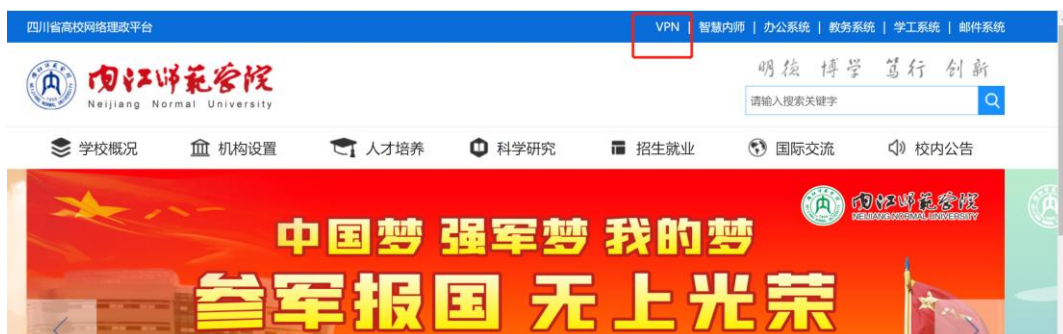 四川省高校网络理政平台
VPN | 智慧内师 | 办公系统 | 教务系统 | 学工系统 | 邮件系统
内江师范学院
Neijiang Normal University
明德 博学 笃行 创新
请输入搜索关键字
学校概况 机构设置 人才培养 科学研究 招生就业 国际交流 校内公告
内江师范学院
NEIJIANG NORMAL UNIVERSITY
中国梦 强军梦 我的梦
参军报国 无上光荣